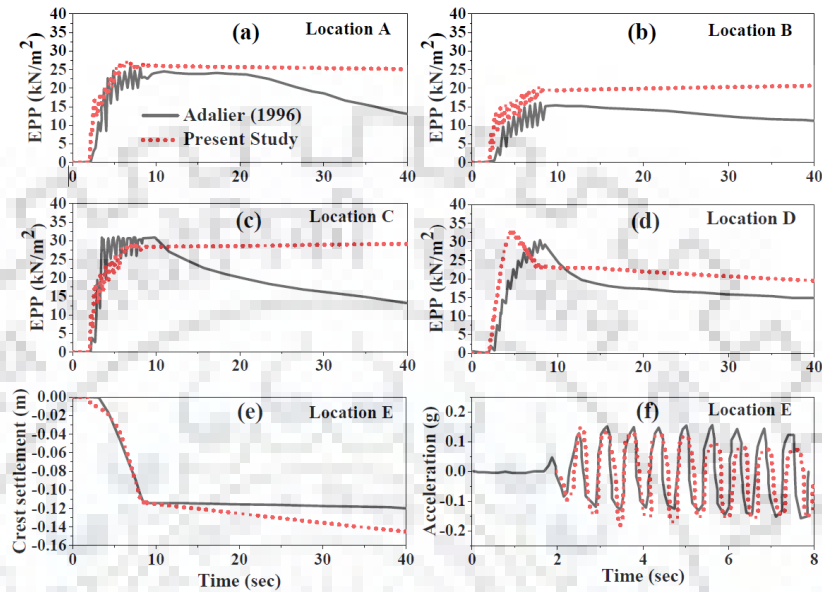 (a) Location A
EPP (kN/m²)
40
35
30
25
20
15
10
5
0
Adalier (1996)
Present Study
0 10 20 30 40
(b) Location B
EPP (kN/m²)
40
35
30
25
20
15
10
5
0
0 10 20 30 40
(c) Location C
EPP (kN/m²)
40
35
30
25
20
15
10
5
0
0 10 20 30 40
(d) Location D
EPP (kN/m²)
40
35
30
25
20
15
10
5
0
0 10 20 30 40
(e) Location E
Crest settlement (m)
0.00
-0.02
-0.04
-0.06
-0.08
-0.10
-0.12
-0.14
-0.16
0 10 20 30 40
Time (sec)
(f) Location E
Acceleration (g)
0.2
0.1
0.0
-0.1
-0.2
0 2 4 6 8
Time (sec)